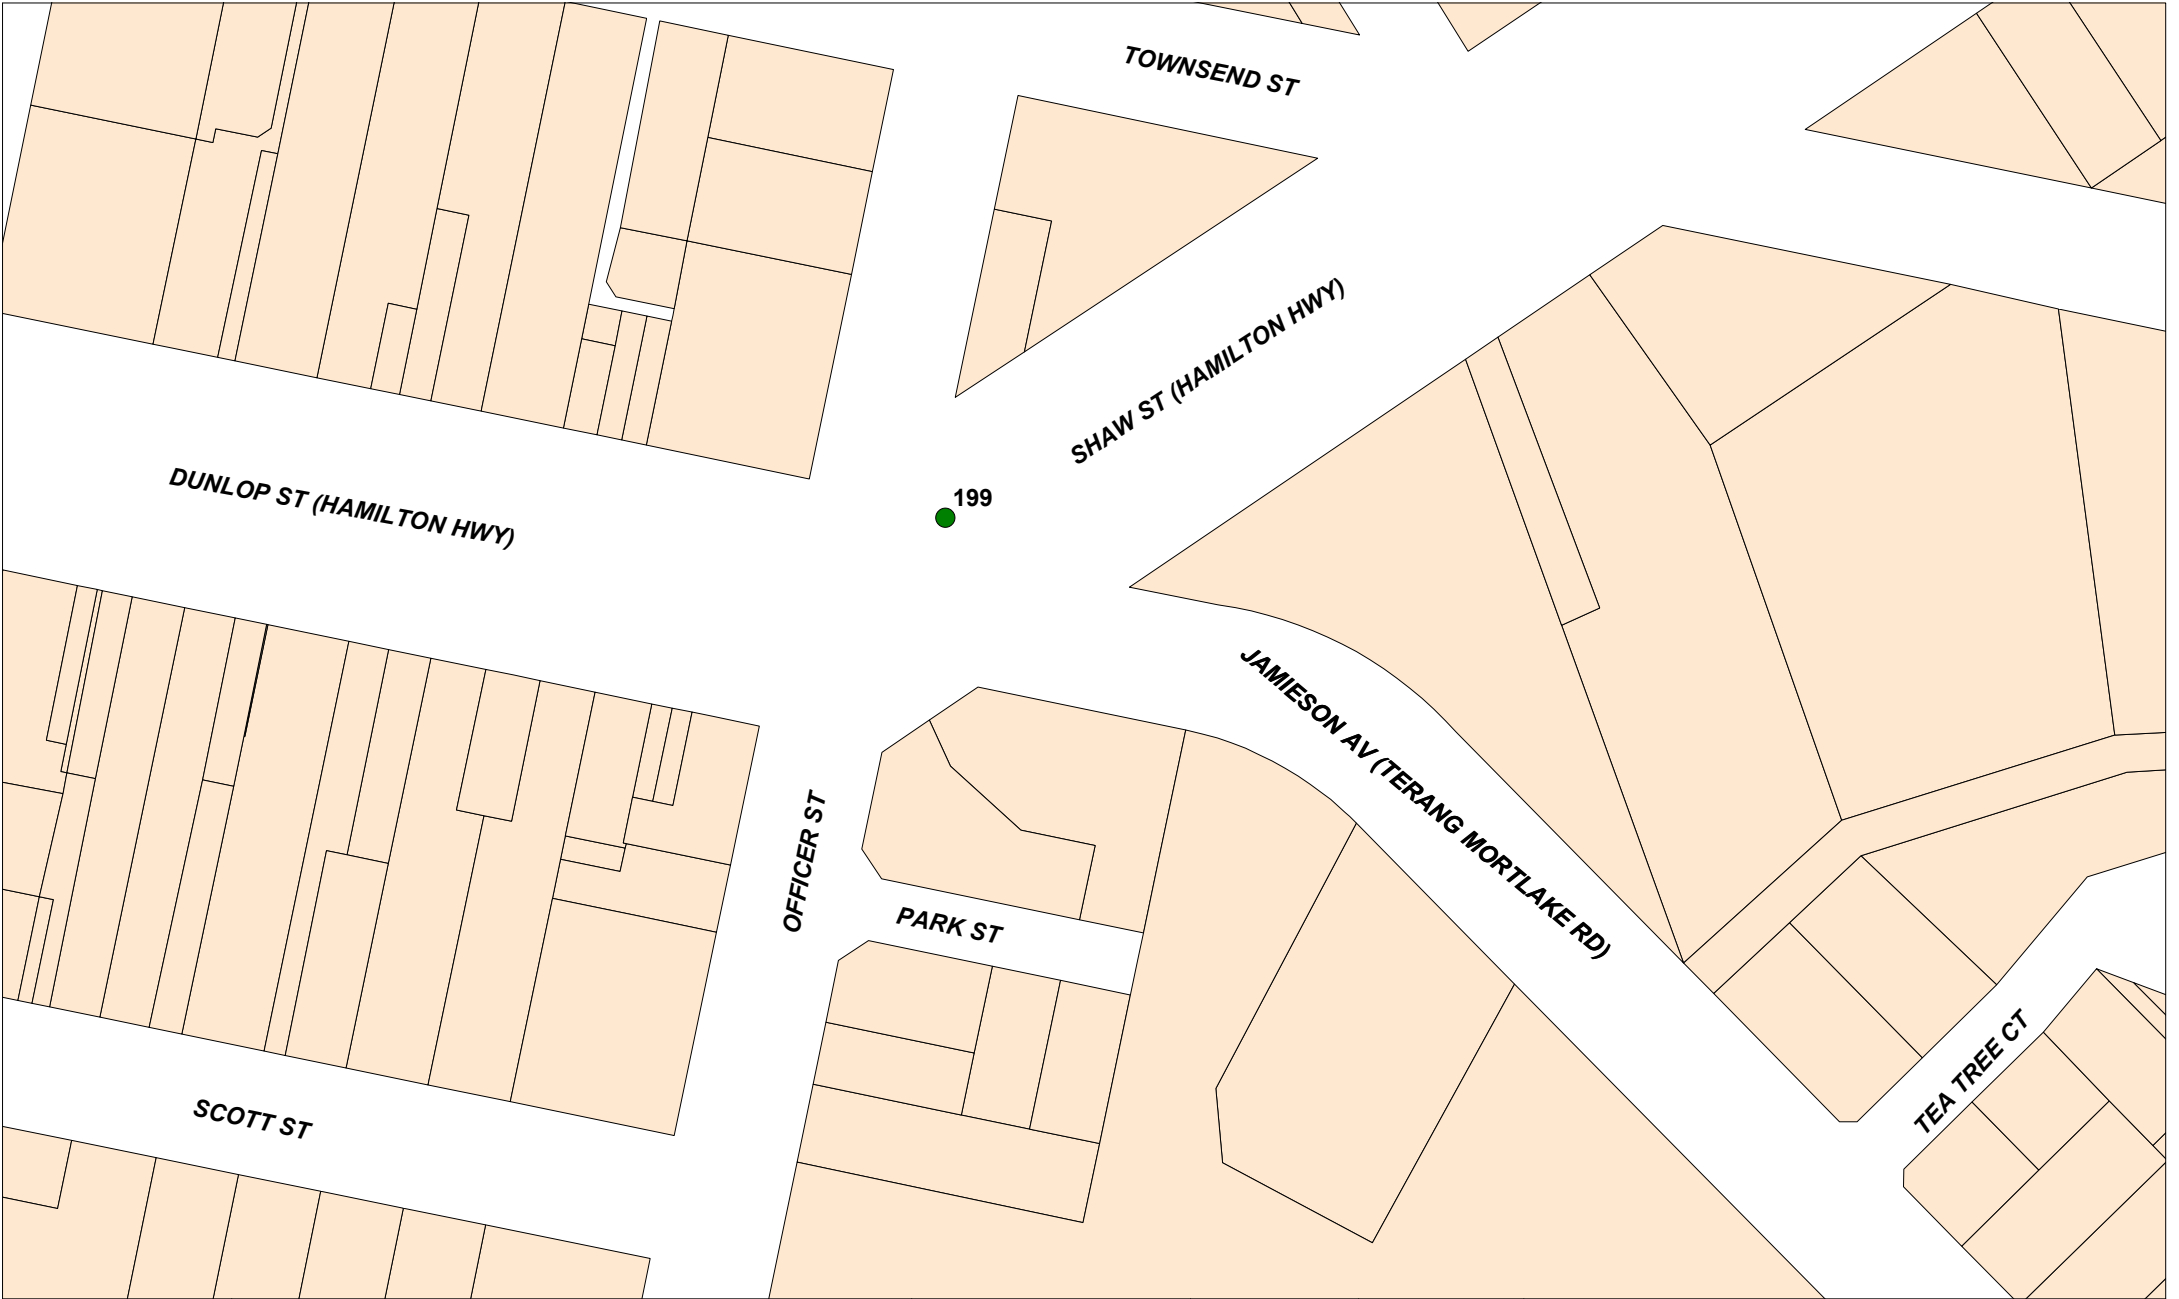 TOWNSEND ST
SHAW ST (HAMILTON HWY)
DUNLOP ST (HAMILTON HWY)
199
JAMIESON AV (TERANG MORTLAKE RD)
OFFICER ST
PARK ST
TEA TREE CT
SCOTT ST